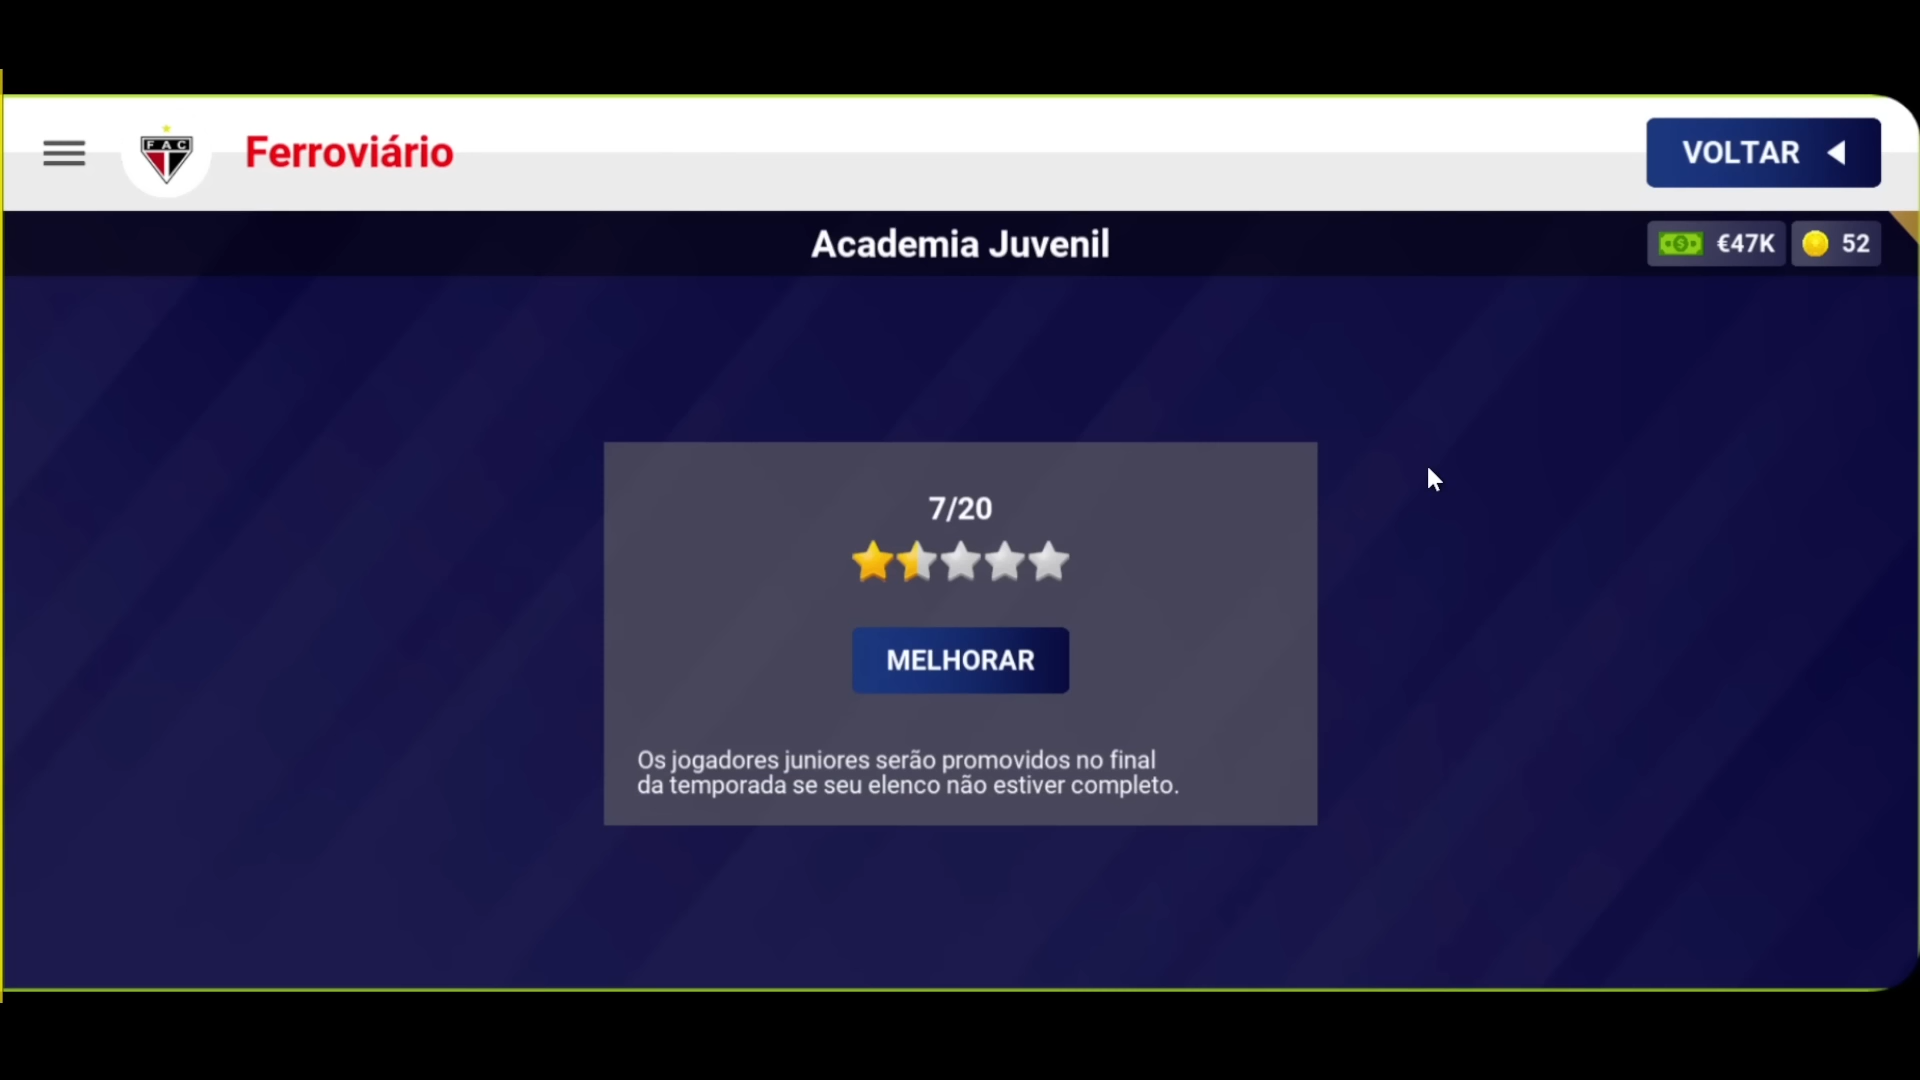 FAC
Ferroviário
VOLTAR
Academia Juvenil
€47K
52
7/20
MELHORAR
Os jogadores juniores serão promovidos no final
da temporada se seu elenco não estiver completo.